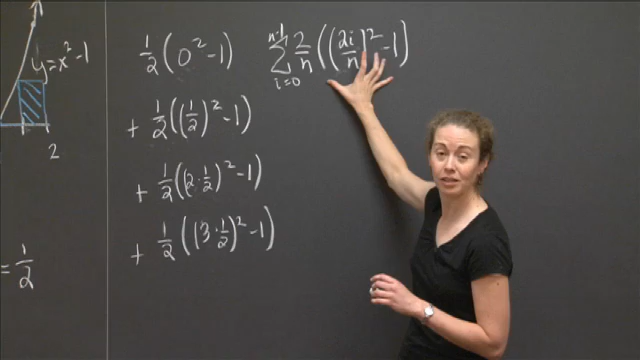 y=x²-1
2
= 1/2
1/2 (0²-1)
+ 1/2 ((1/2)²-1)
+ 1/2 ((2·1/2)²-1)
+ 1/2 ((3·1/2)²-1)
n-1
∑ 2/n ((2i/n)²-1)
i=0